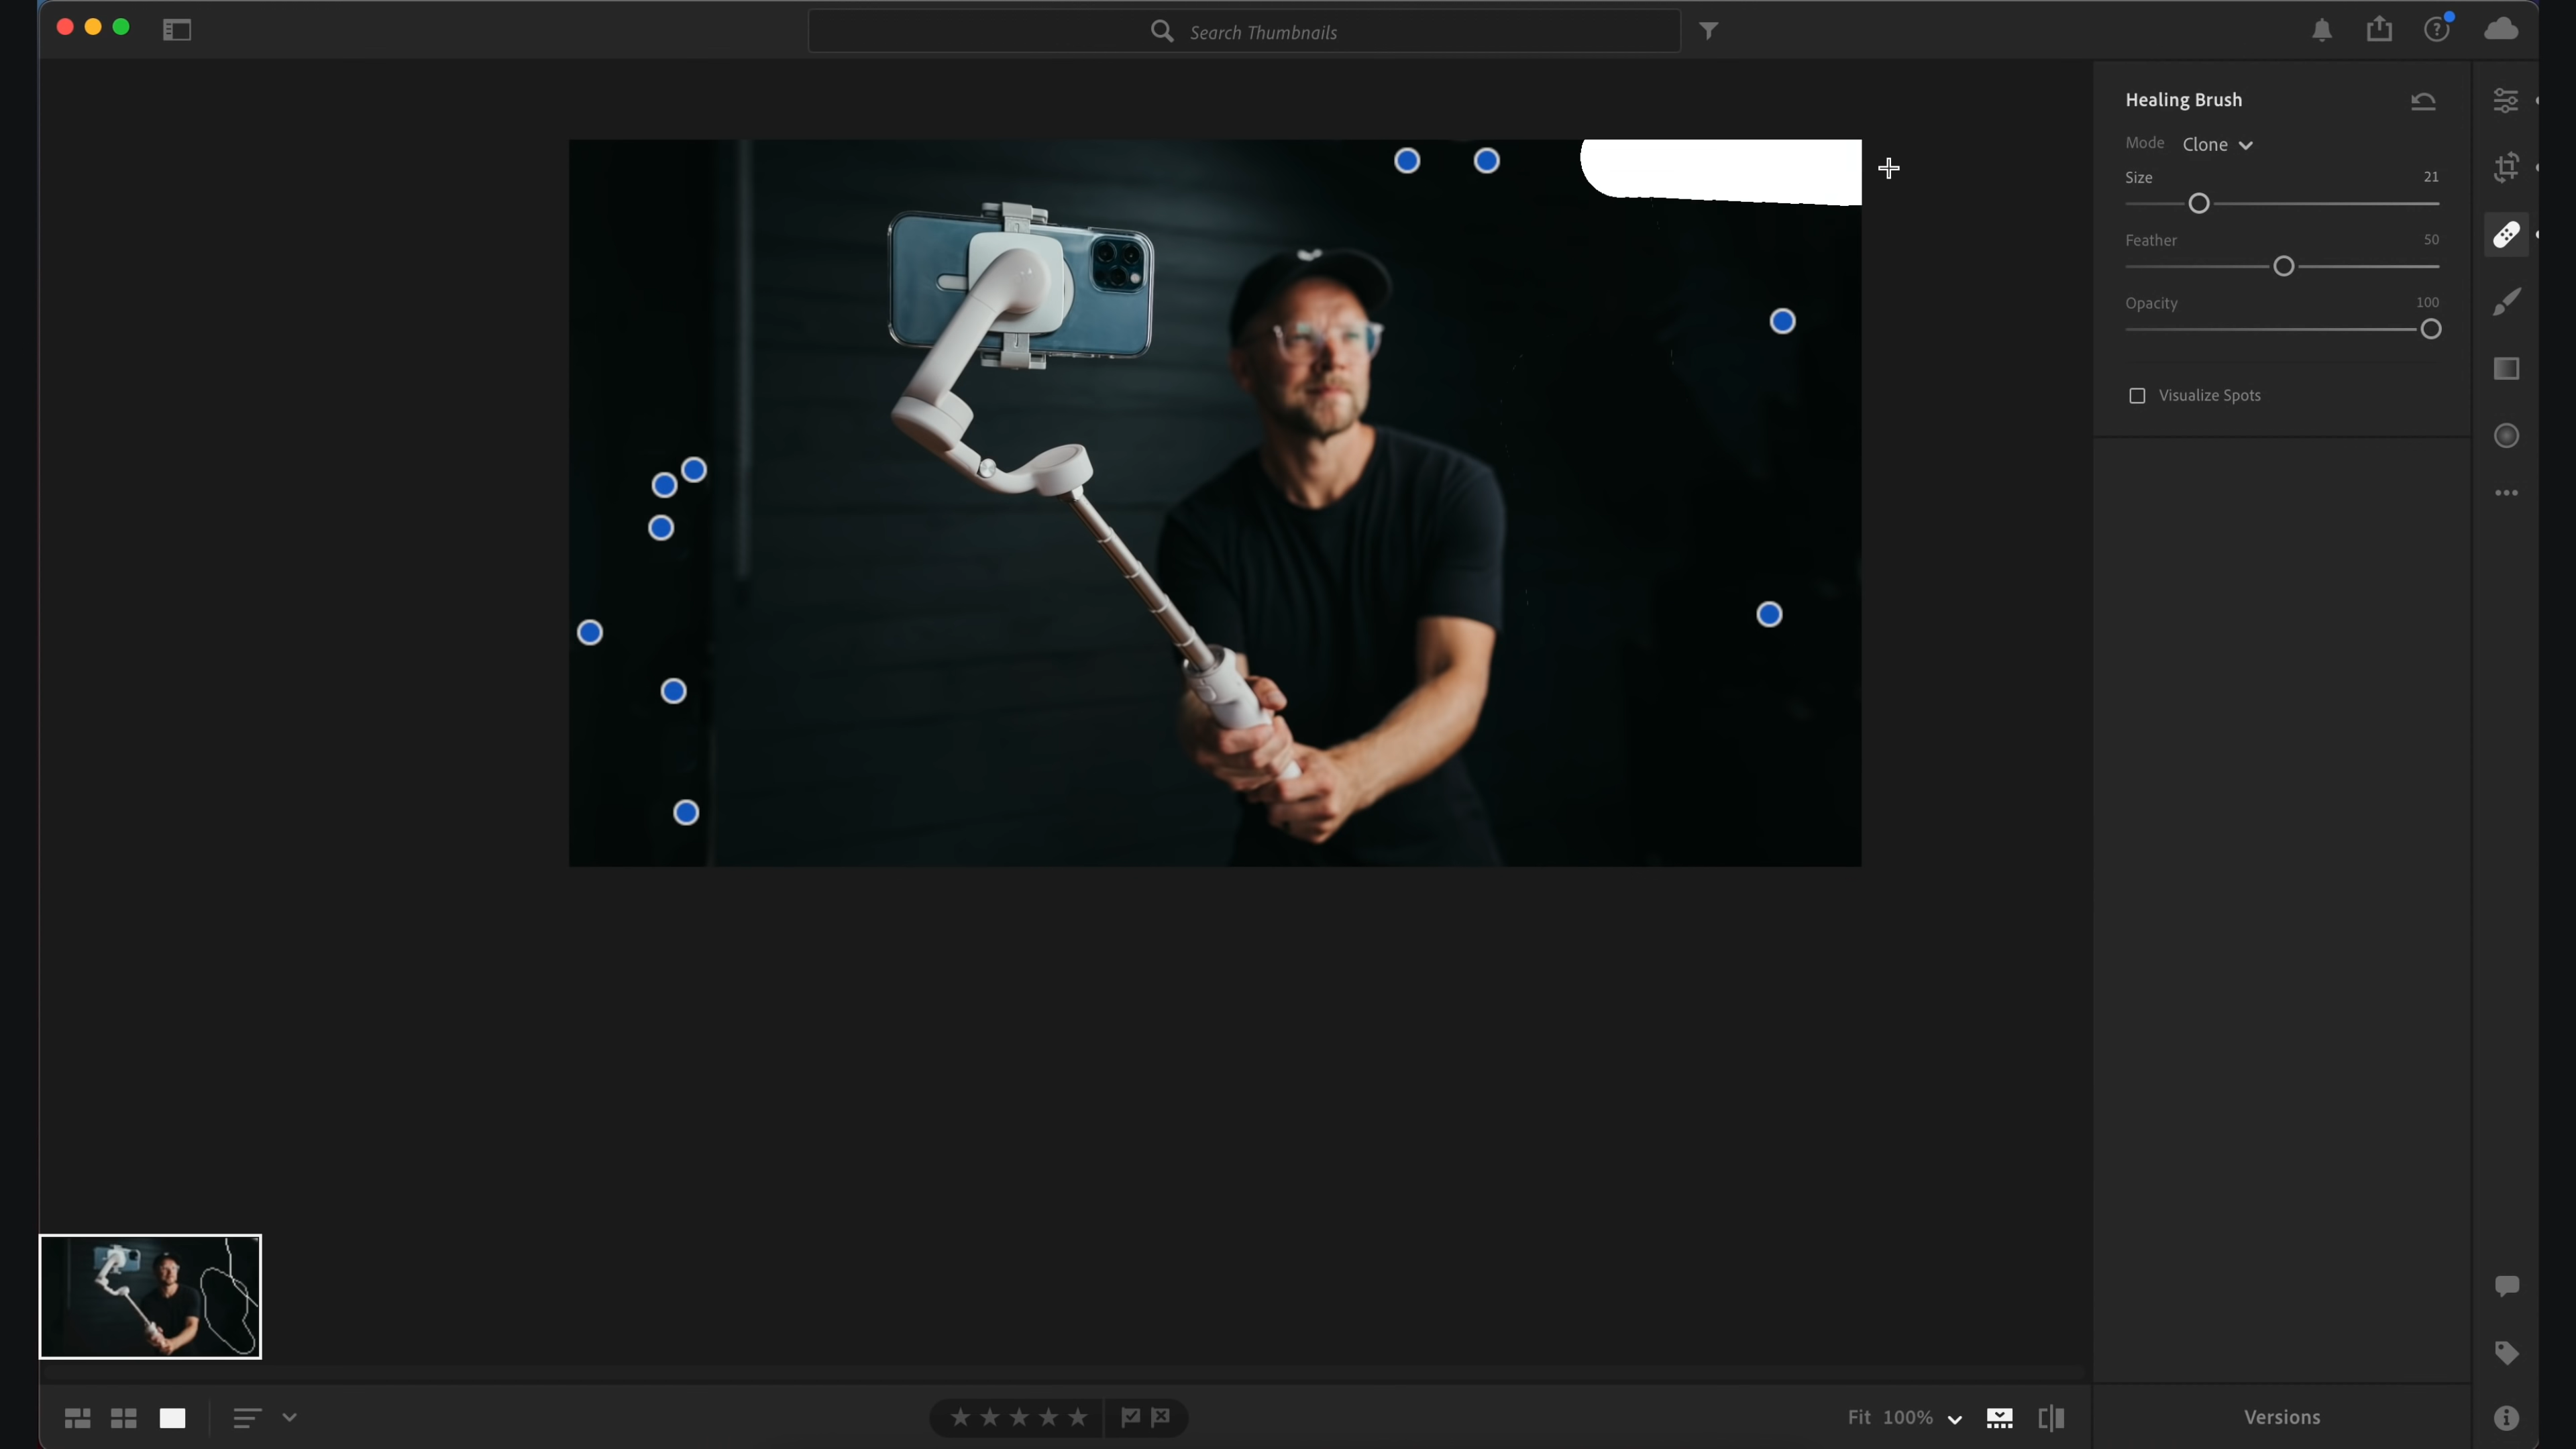 Search Thumbnails
Healing Brush
Mode Clone
Size 21
Feather 50
Opacity 100
Visualize Spots
Fit 100%
Versions